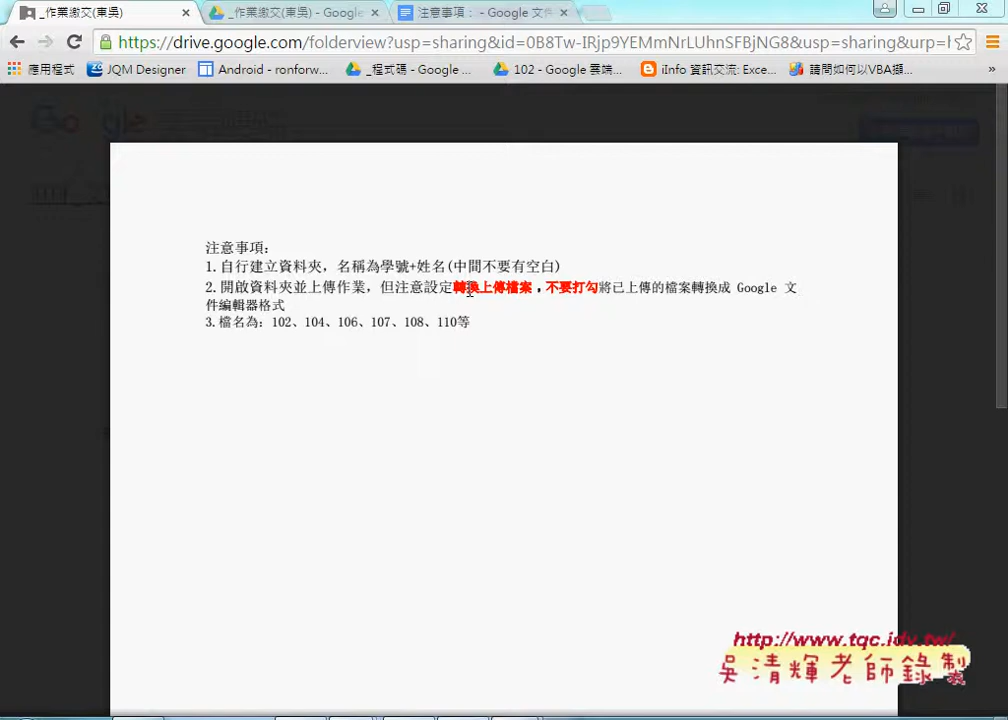 _作業繳交(東吳)
_作業繳交(東吳) - Google
注意事項： - Google 文件
https://drive.google.com/folderview?usp=sharing&id=0B8Tw-IRjp9YEMmNrLUhnSFBjNG8&usp=sharing&urp=h
應用程式
JQM Designer
Android - ronforw...
_程式碼 - Google ...
102 - Google 雲端...
iInfo 資訊交流: Exce...
請問如何以VBA擷...
»
注意事項:
1.自行建立資料夾，名稱為學號+姓名(中間不要有空白)
2.開啟資料夾並上傳作業，但注意設定轉換上傳檔案，不要打勾將已上傳的檔案轉換成 Google 文
件編輯器格式
3.檔名為: 102、104、106、107、108、110等
http://www.tqc.idv.tw/
吳清輝老師錄製